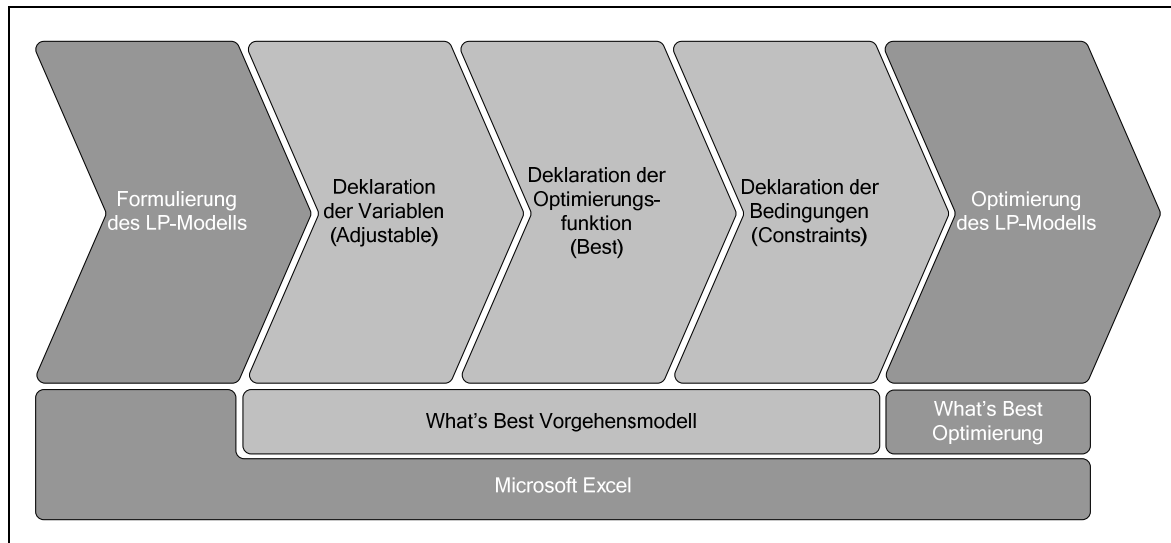 Formulierung
des LP-Modells
Deklaration
der Variablen
(Adjustable)
Deklaration der
Optimierungs-
funktion
(Best)
Deklaration der
Bedingungen
(Constraints)
Optimierung
des LP-Modells
What's Best Vorgehensmodell
What's Best
Optimierung
Microsoft Excel